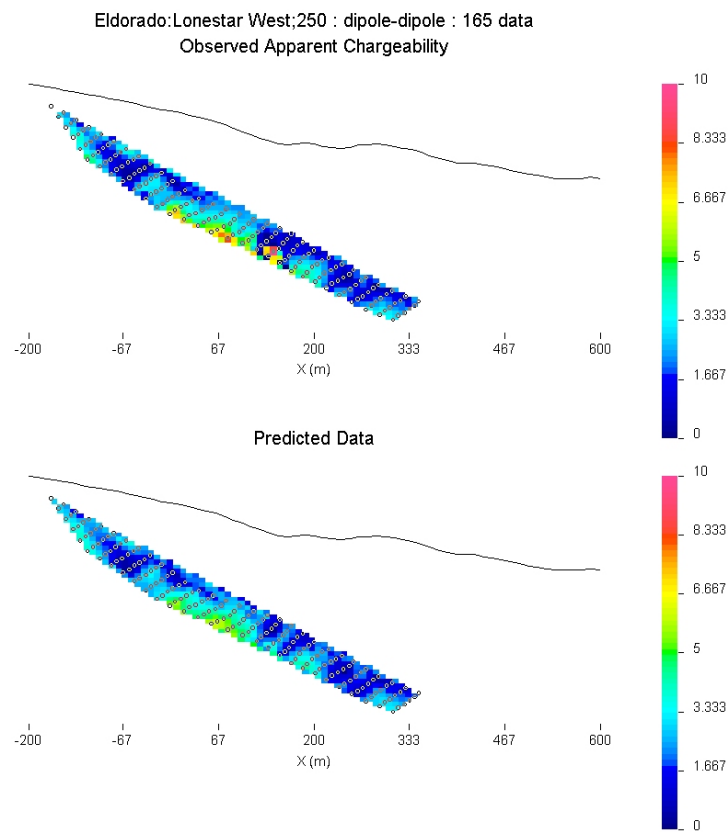 Eldorado:Lonestar West;250 : dipole-dipole : 165 data
Observed Apparent Chargeability
10
8.333
6.667
5
3.333
1.667
0
-200 -67 67 200 333 467 600
X (m)
Predicted Data
10
8.333
6.667
5
3.333
1.667
0
-200 -67 67 200 333 467 600
X (m)